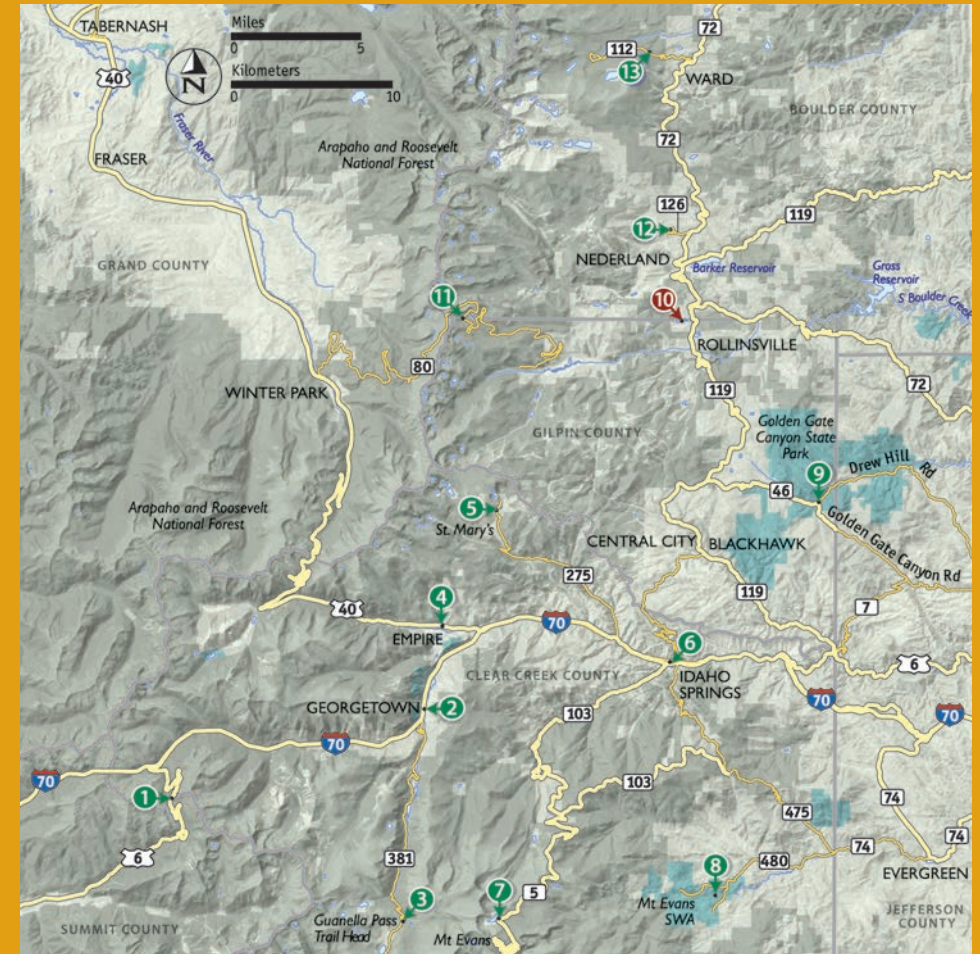 TABERNASH
Miles
0 5
Kilometers
0 10
N
72
112
13
WARD
40
BOULDER COUNTY
Fraser River
Arapaho and Roosevelt
National Forest
72
FRASER
126
119
12
NEDERLAND
GRAND COUNTY
Barker Reservoir
Gross
Reservoir
S Boulder Creek
11
10
ROLLINSVILLE
80
WINTER PARK
119
72
Golden Gate
Canyon State
Park
GILPIN COUNTY
Drew Hill Rd
9
46
Arapaho and Roosevelt
National Forest
5
St. Mary's
Golden Gate Canyon Rd
CENTRAL CITY
BLACKHAWK
275
119
7
40
4
EMPIRE
70
6
6
CLEAR CREEK COUNTY
IDAHO
SPRINGS
GEORGETOWN
2
103
70
70
70
70
103
1
475
74
6
381
480
74
74
8
EVERGREEN
3
7
5
Mt Evans
SWA
Guanella Pass
Trail Head
Mt Evans
SUMMIT COUNTY
JEFFERSON
COUNTY